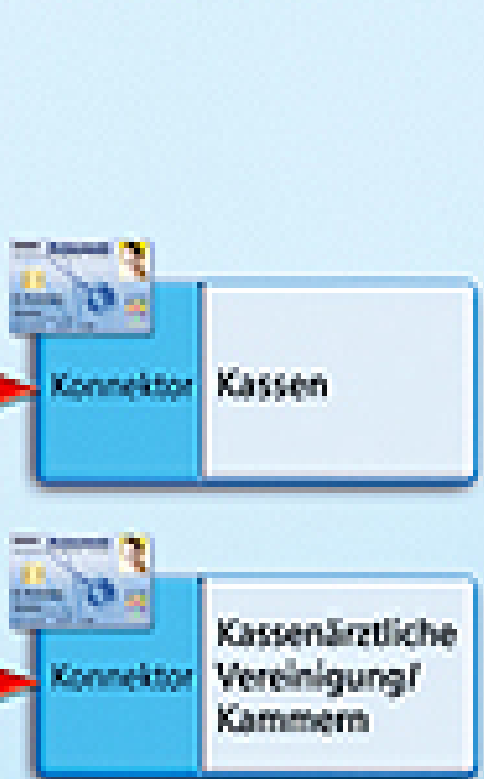 Konnektor Kassen
Konnektor
Kassenärztliche
Vereinigung/
Kammern